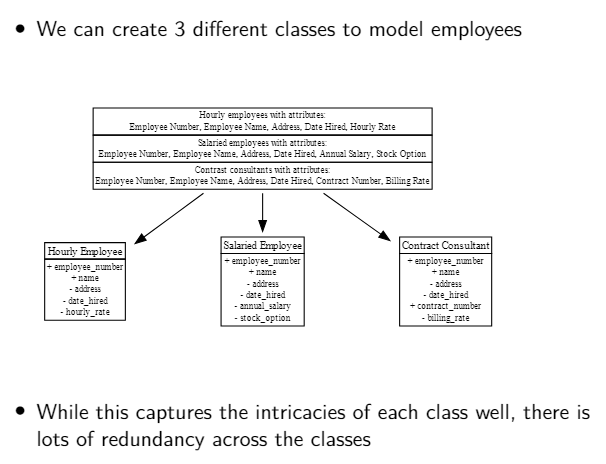 • We can create 3 different classes to model employees
Hourly employees with attributes:
Employee Number, Employee Name, Address, Date Hired, Hourly Rate
Salaried employees with attributes:
Employee Number, Employee Name, Address, Date Hired, Annual Salary, Stock Option
Contrast consultants with attributes:
Employee Number, Employee Name, Address, Date Hired, Contract Number, Billing Rate
Hourly Employee
+ employee_number
+ name
- address
- date_hired
- hourly_rate
Salaried Employee
+ employee_number
+ name
- address
- date_hired
- annual_salary
- stock_option
Contract Consultant
+ employee_number
+ name
- address
- date_hired
+ contract_number
- billing_rate
• While this captures the intricacies of each class well, there is
lots of redundancy across the classes